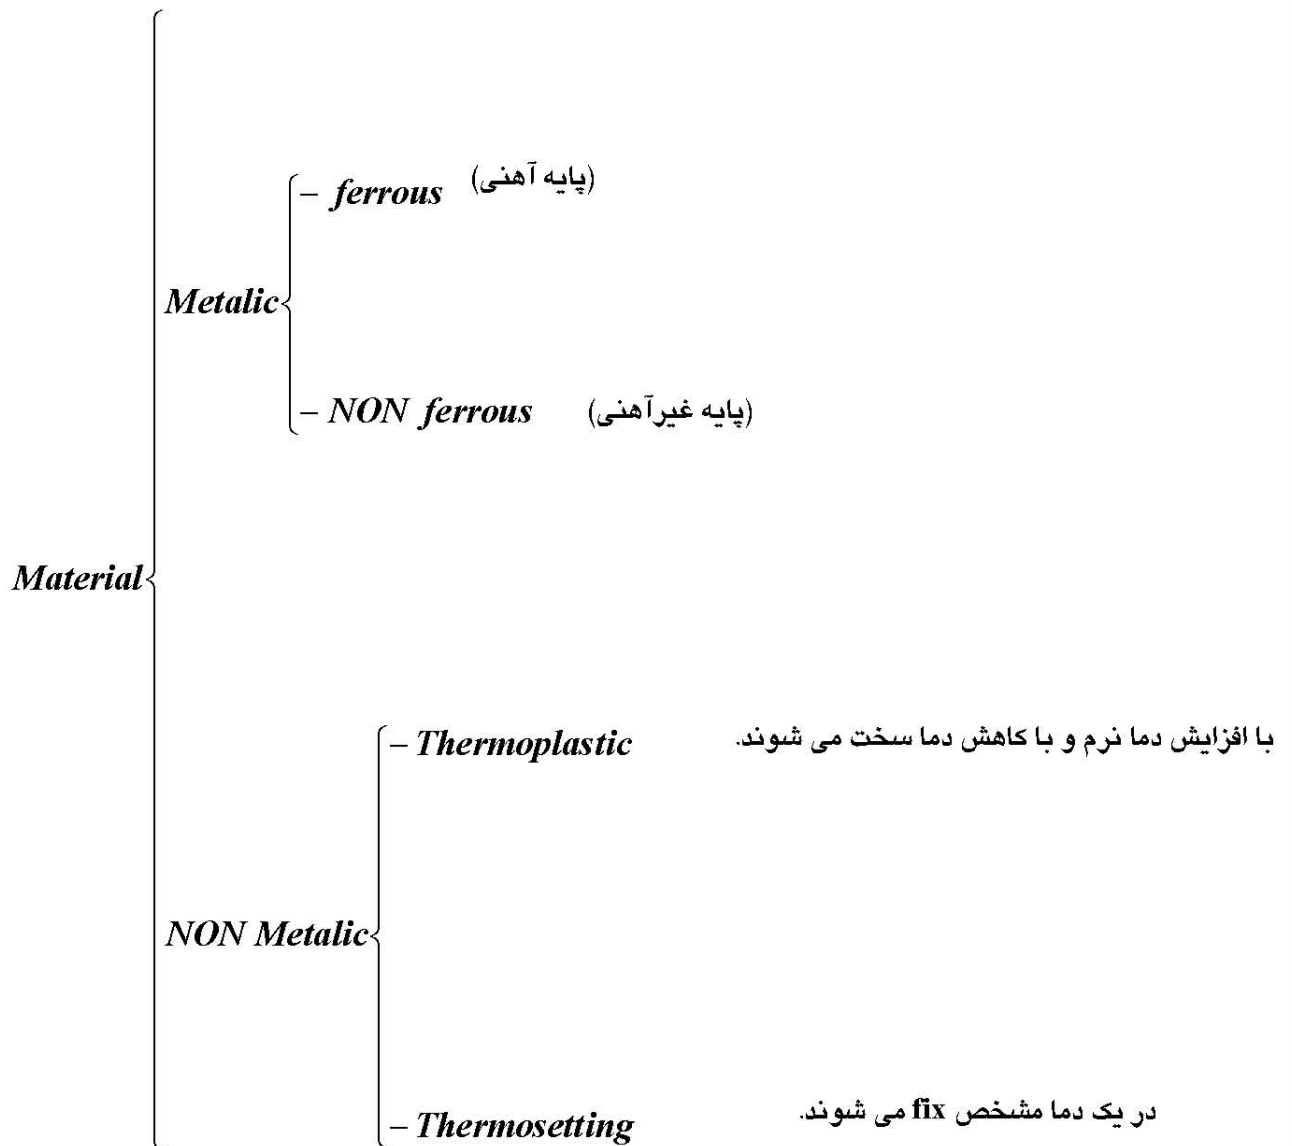 – ferrous (پایه آهنی)
Metalic
– NON ferrous (پایه غیرآهنی)
Material
– Thermoplastic با افزایش دما نرم و با کاهش دما سخت می شوند.
NON Metalic
– Thermosetting در یک دما مشخص fix می شوند.